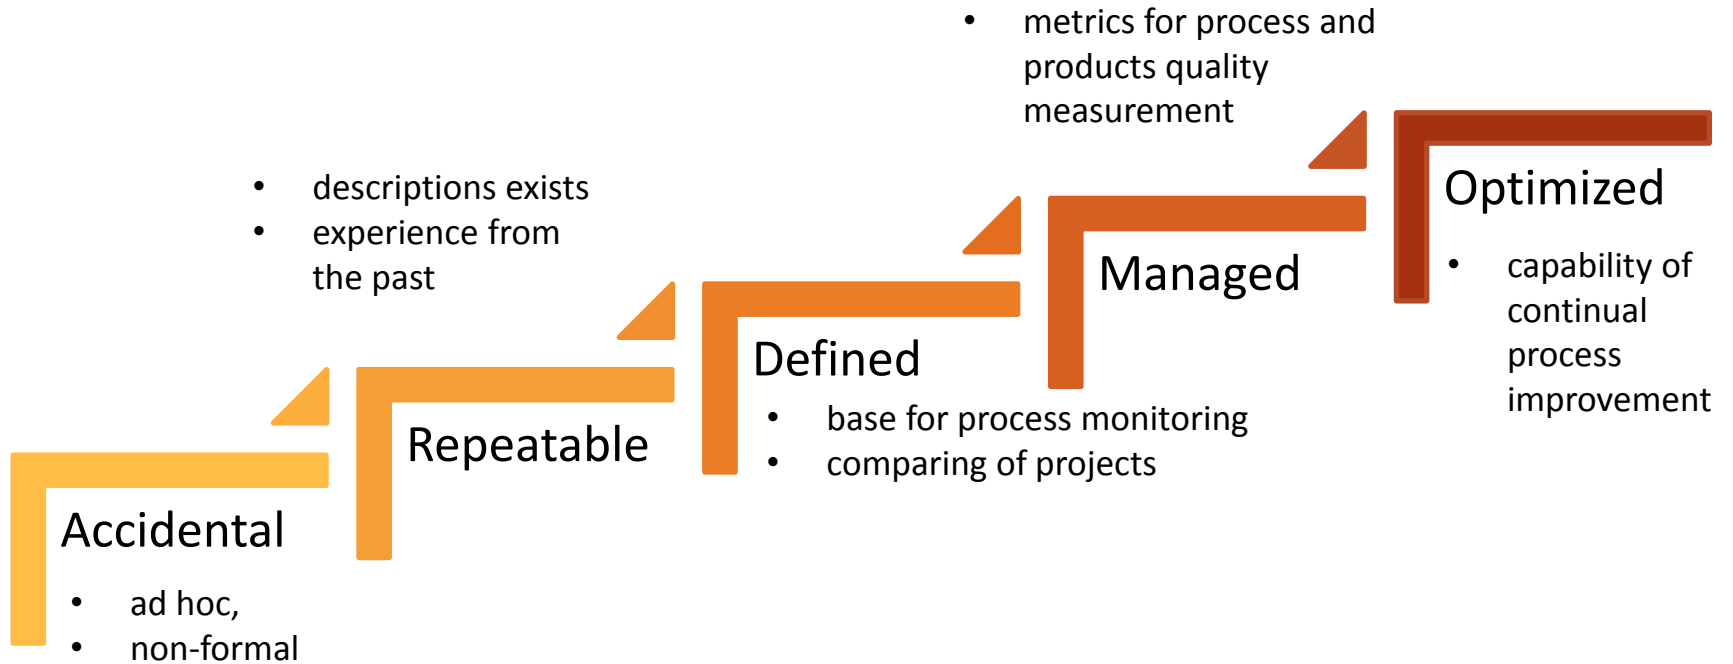 • metrics for process and
products quality
measurement
• descriptions exists
• experience from
the past
Optimized
• capability of
continual
process
improvement
Managed
Defined
• base for process monitoring
• comparing of projects
Repeatable
Accidental
• ad hoc,
• non-formal